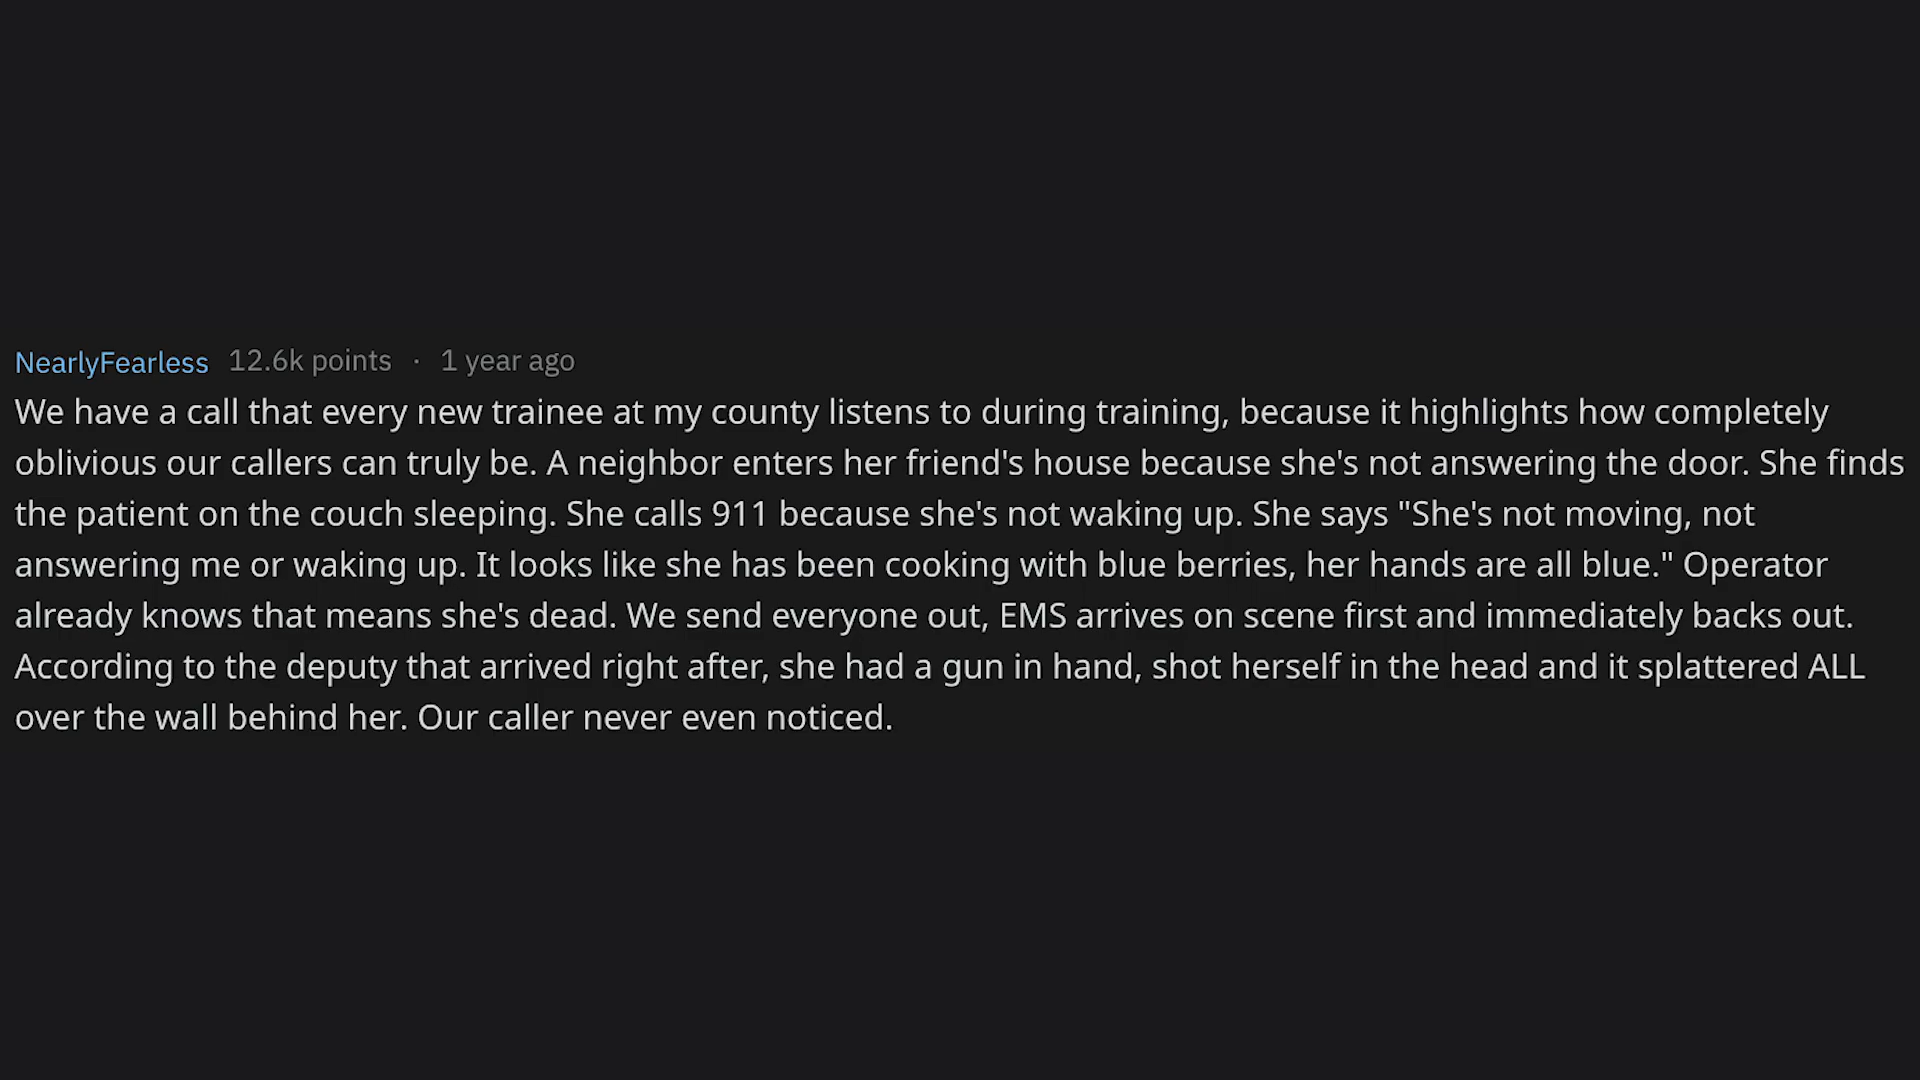 NearlyFearless 12.6k points · 1 year ago
We have a call that every new trainee at my county listens to during training, because it highlights how completely
oblivious our callers can truly be. A neighbor enters her friend's house because she's not answering the door. She finds
the patient on the couch sleeping. She calls 911 because she's not waking up. She says "She's not moving, not
answering me or waking up. It looks like she has been cooking with blue berries, her hands are all blue." Operator
already knows that means she's dead. We send everyone out, EMS arrives on scene first and immediately backs out.
According to the deputy that arrived right after, she had a gun in hand, shot herself in the head and it splattered ALL
over the wall behind her. Our caller never even noticed.